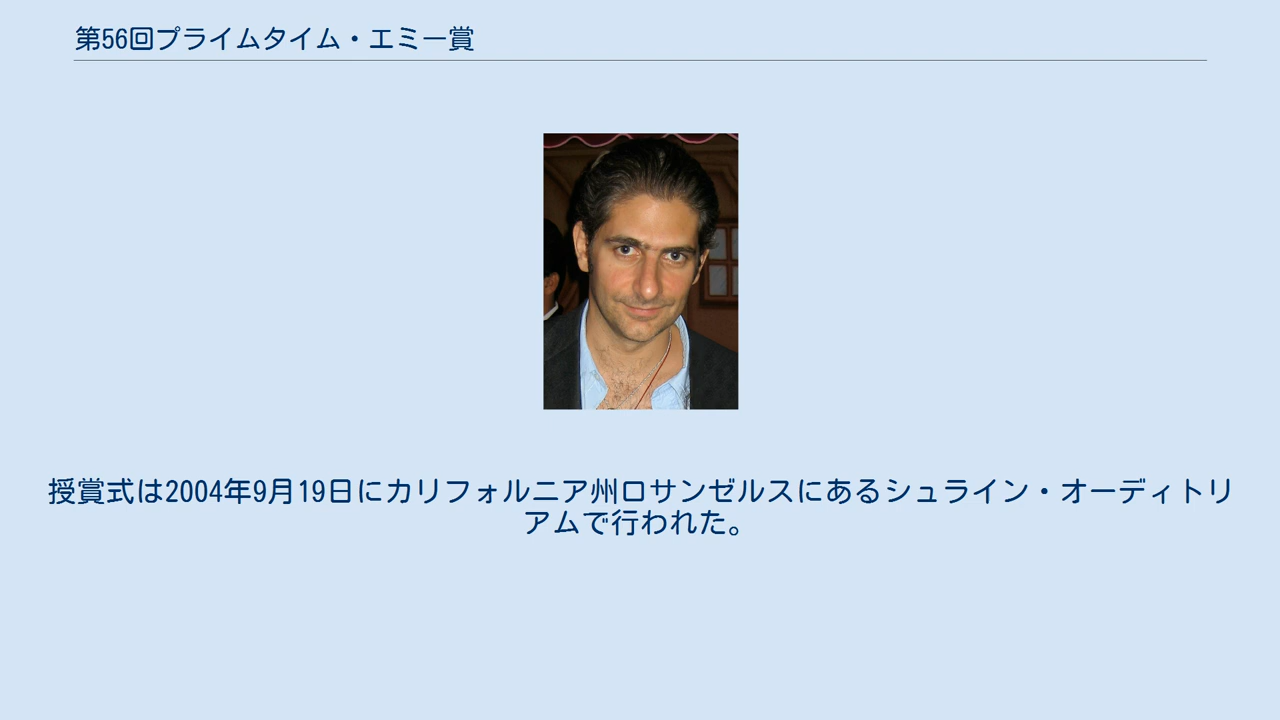 第56回プライムタイム・エミー賞
授賞式は2004年9月19日にカリフォルニア州ロサンゼルスにあるシュライン・オーディトリ
アムで行われた。